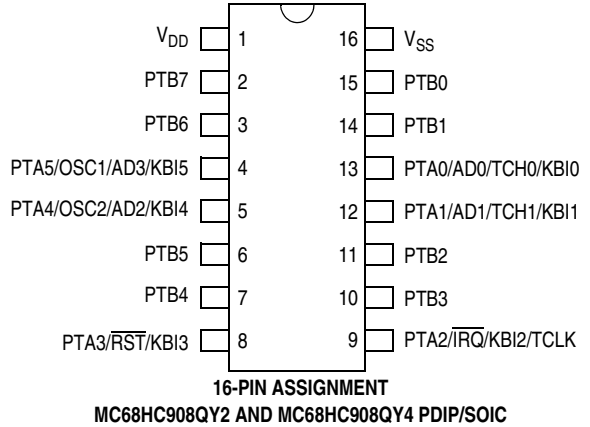 VDD 1 16 VSS
PTB7 2 15 PTB0
PTB6 3 14 PTB1
PTA5/OSC1/AD3/KBI5 4 13 PTA0/AD0/TCH0/KBI0
PTA4/OSC2/AD2/KBI4 5 12 PTA1/AD1/TCH1/KBI1
PTB5 6 11 PTB2
PTB4 7 10 PTB3
PTA3/R̅S̅T̅/KBI3 8 9 PTA2/I̅R̅Q̅/KBI2/TCLK
16-PIN ASSIGNMENT
MC68HC908QY2 AND MC68HC908QY4 PDIP/SOIC